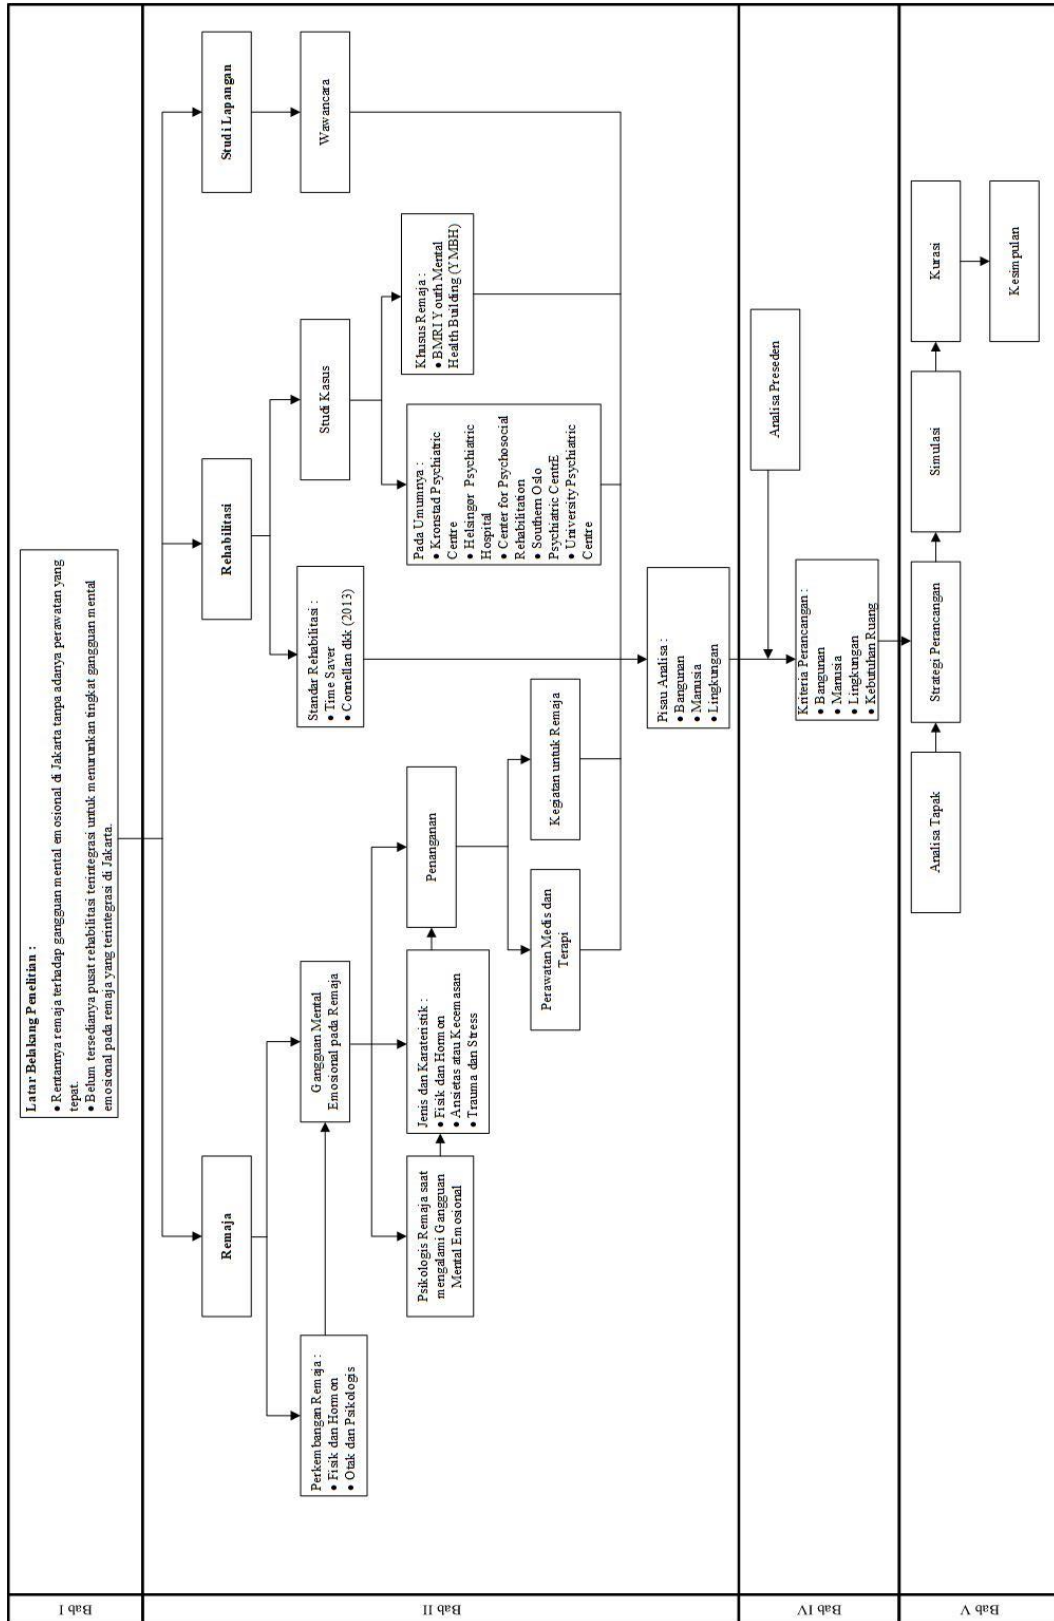 Bab I
Latar Belakang Penelitian :
• Rentannya remaja terhadap gangguan mental emosional di Jakarta tanpa adanya perawatan yang
tepat.
• Belum tersedianya pusat rehabilitasi terintegrasi untuk menurunkan tingkat gangguan mental
emosional pada remaja yang terintegrasi di Jakarta.
Bab II
Remaja
Rehabilitasi
Studi Lapangan
Perkembangan Remaja :
• Fisik dan Hormon
• Otak dan Psikologis
Gangguan Mental
Emosional pada Remaja
Standar Rehabilitasi :
• Time Saver
• Connellan dkk (2013)
Studi Kasus
Wawancara
Psikologis Remaja saat
mengalami Gangguan
Mental Emosional
Jenis dan Karateristik :
• Fisik dan Hormon
• Ansietas atau Kecemasan
• Trauma dan Stress
Penanganan
Pada Umumnya :
• Kronstad Psychiatric
Centre
• Helsingør Psychiatric
Hospital
• Center for Psychosocial
Rehabilitation
• Southern Oslo
Psychiatric CentrE
• University Psychiatric
Centre
Khusus Remaja :
• BMRI Youth Mental
Health Building (YMBH)
Perawatan Medis dan
Terapi
Kegiatan untuk Remaja
Pisau Analisa :
• Bangunan
• Manusia
• Lingkungan
Bab IV
Analisa Preseden
Kriteria Perancangan :
• Bangunan
• Manusia
• Lingkungan
• Kebutuhan Ruang
Bab V
Analisa Tapak
Strategi Perancangan
Simulasi
Kurasi
Kesimpulan